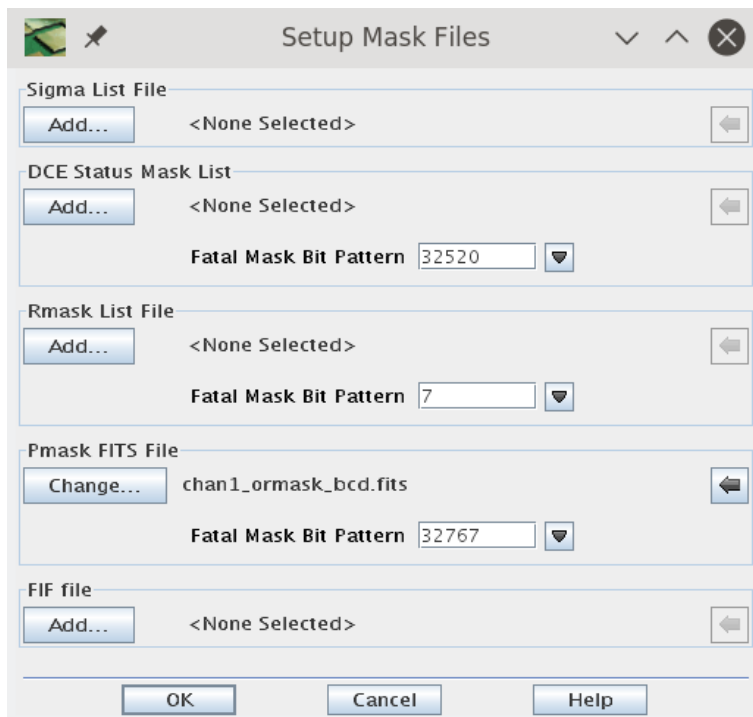 Setup Mask Files
Sigma List File
Add... <None Selected>
DCE Status Mask List
Add... <None Selected>
Fatal Mask Bit Pattern 32520
Rmask List File
Add... <None Selected>
Fatal Mask Bit Pattern 7
Pmask FITS File
Change... chan1_ormask_bcd.fits
Fatal Mask Bit Pattern 32767
FIF file
Add... <None Selected>
OK Cancel Help